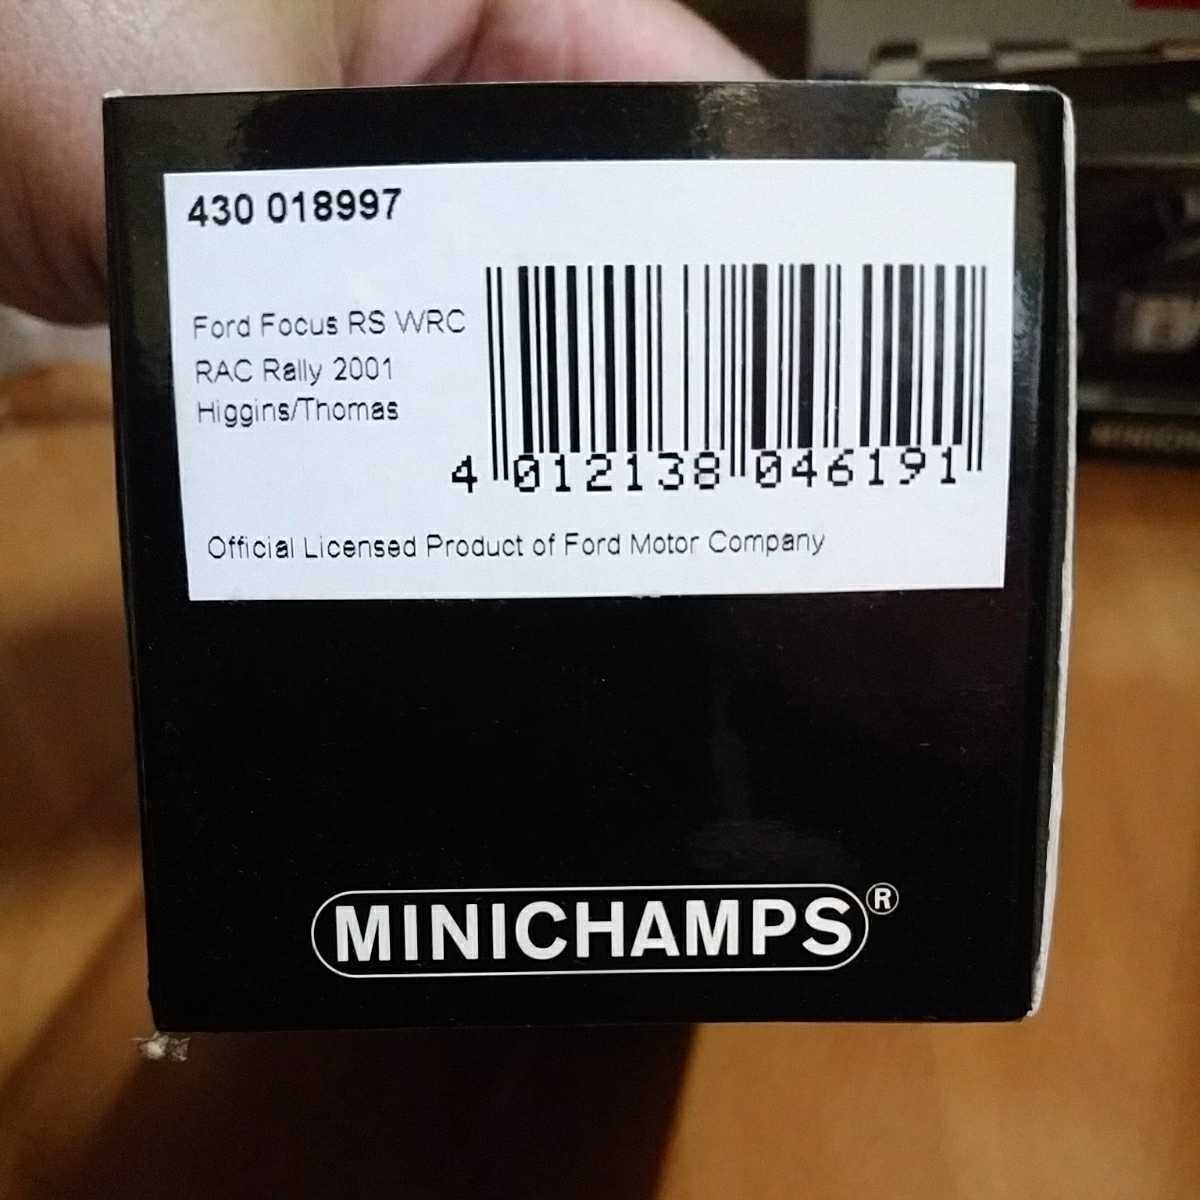 430 018997
Ford Focus RS WRC
RAC Rally 2001
Higgins/Thomas
4 012138 046191
Official Licensed Product of Ford Motor Company
MINICHAMPS®